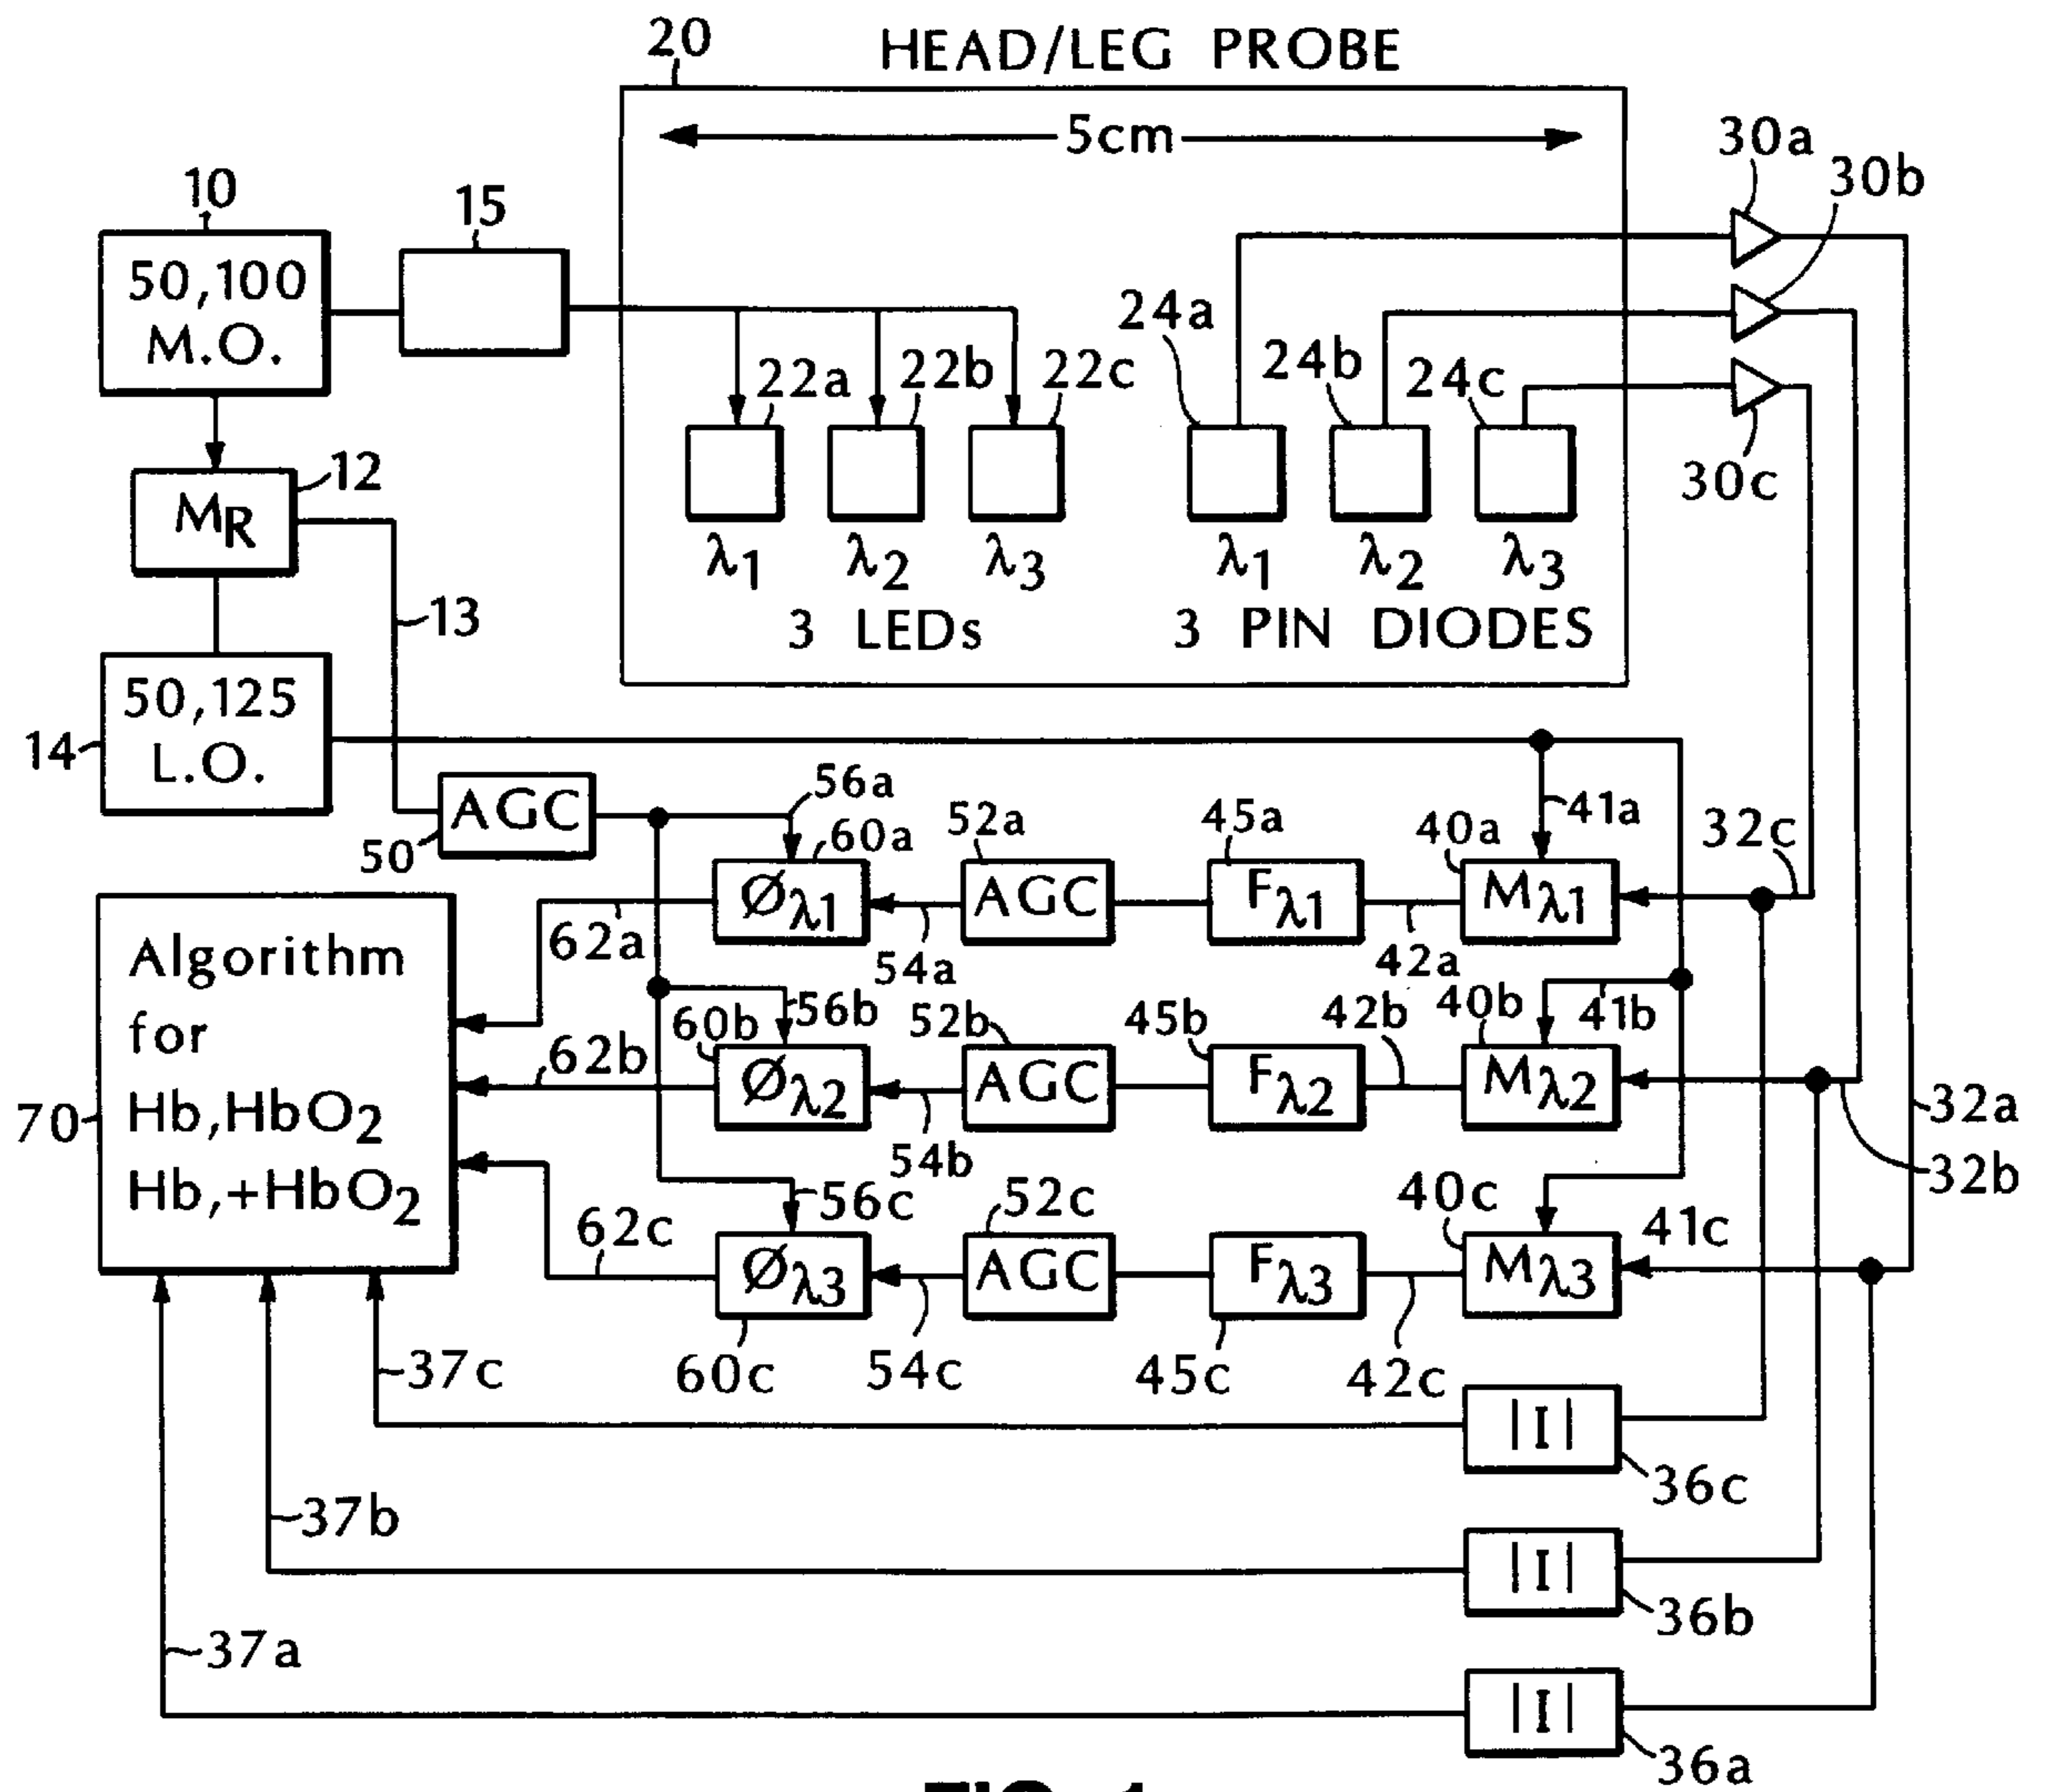 20
HEAD/LEG PROBE
5cm
30a
30b
10
15
50,100
M.O.
24a
24b
24c
22a
22b
22c
30c
12
MR
λ1
λ2
λ3
λ1
λ2
λ3
3 LEDs
3 PIN DIODES
13
50,125
L.O.
14
AGC
50
56a
60a
52a
45a
40a
41a
32c
Øλ1
AGC
Fλ1
Mλ1
62a
54a
42a
Algorithm
for
Hb,HbO2
Hb,+HbO2
70
56b
60b
52b
45b
42b
40b
41b
62b
Øλ2
AGC
Fλ2
Mλ2
32a
54b
32b
56c
52c
40c
41c
62c
Øλ3
AGC
Fλ3
Mλ3
37c
60c
54c
45c
42c
|I|
36c
37b
|I|
36b
37a
|I|
36a